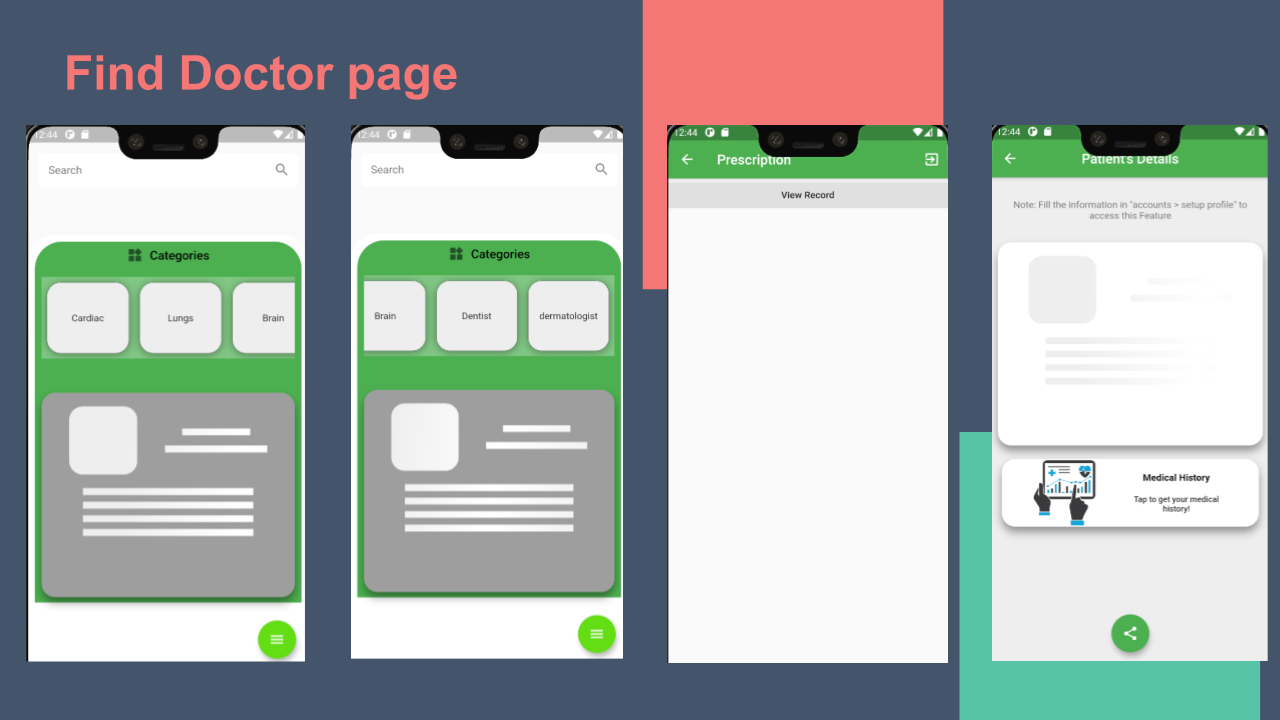 Find Doctor page
12:44
Search
Categories
Cardiac
Lungs
Brain
12:44
Search
Categories
Brain
Dentist
dermatologist
12:44
Prescription
View Record
12:44
Patient's Details
Note: Fill the information in "accounts > setup profile" to
access this Feature
Medical History
Tap to get your medical
history!